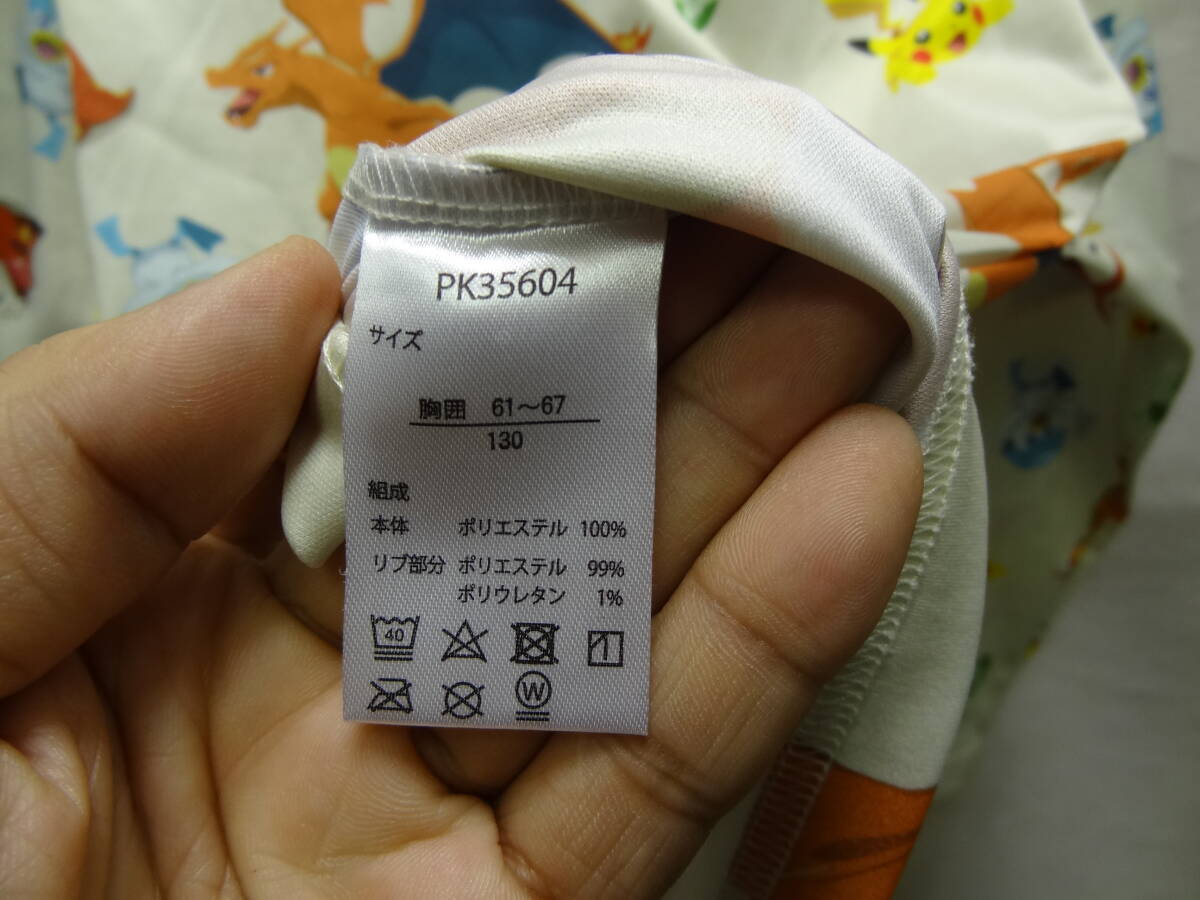 PK35604
サイズ
胸囲 61～67
130
組成
本体 ポリエステル 100%
リブ部分 ポリエステル 99%
ポリウレタン 1%
40
W